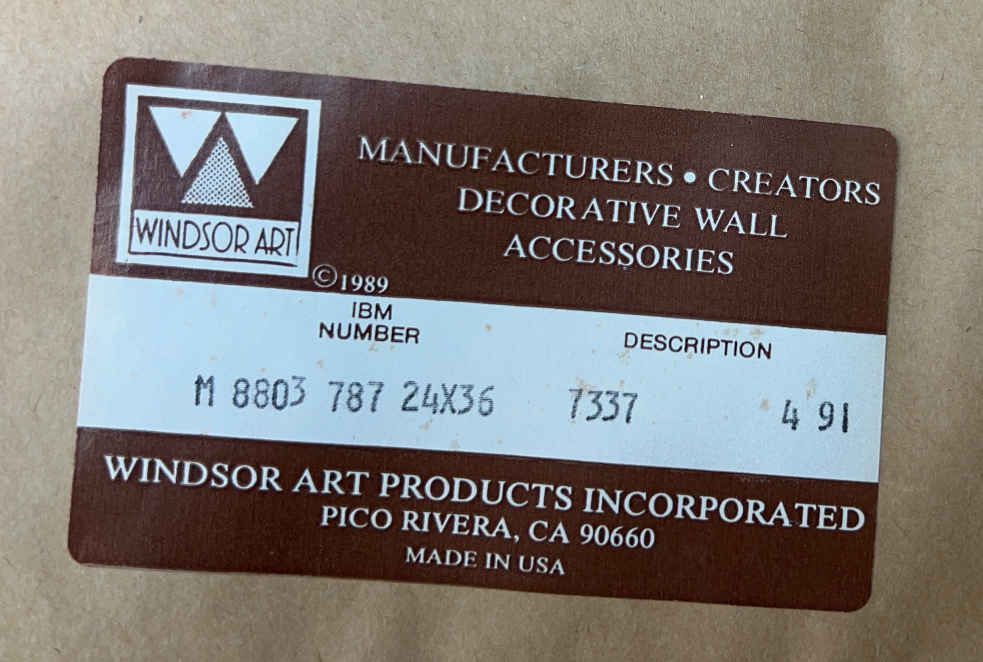 WINDSOR ART
MANUFACTURERS • CREATORS
DECORATIVE WALL
ACCESSORIES
©1989
IBM
NUMBER
DESCRIPTION
M 8803 787 24X36 7337 4 91
WINDSOR ART PRODUCTS INCORPORATED
PICO RIVERA, CA 90660
MADE IN USA